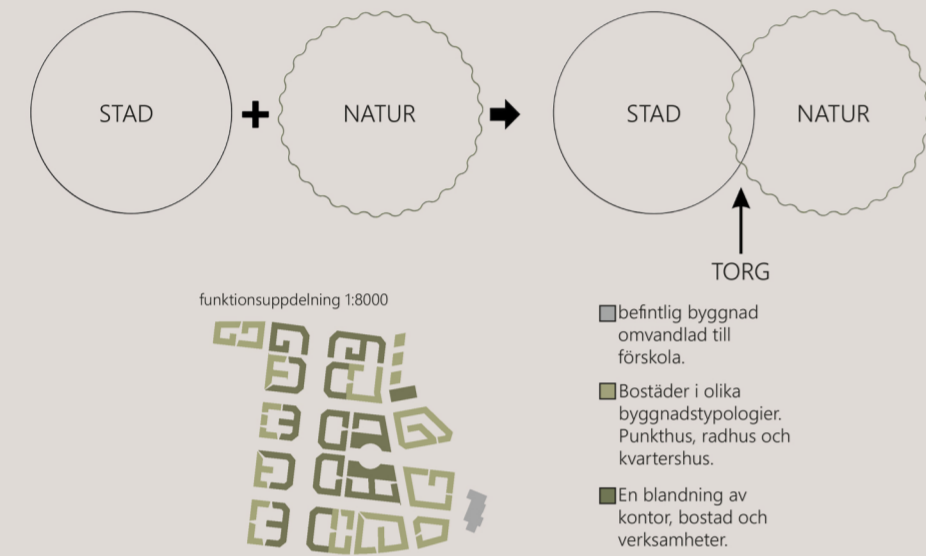 STAD
NATUR
STAD
NATUR
TORG
funktionsuppdelning 1:8000
befintlig byggnad
omvandlad till
förskola.
Bostäder i olika
byggnadstypologier.
Punkthus, radhus och
kvartershus.
En blandning av
kontor, bostad och
verksamheter.